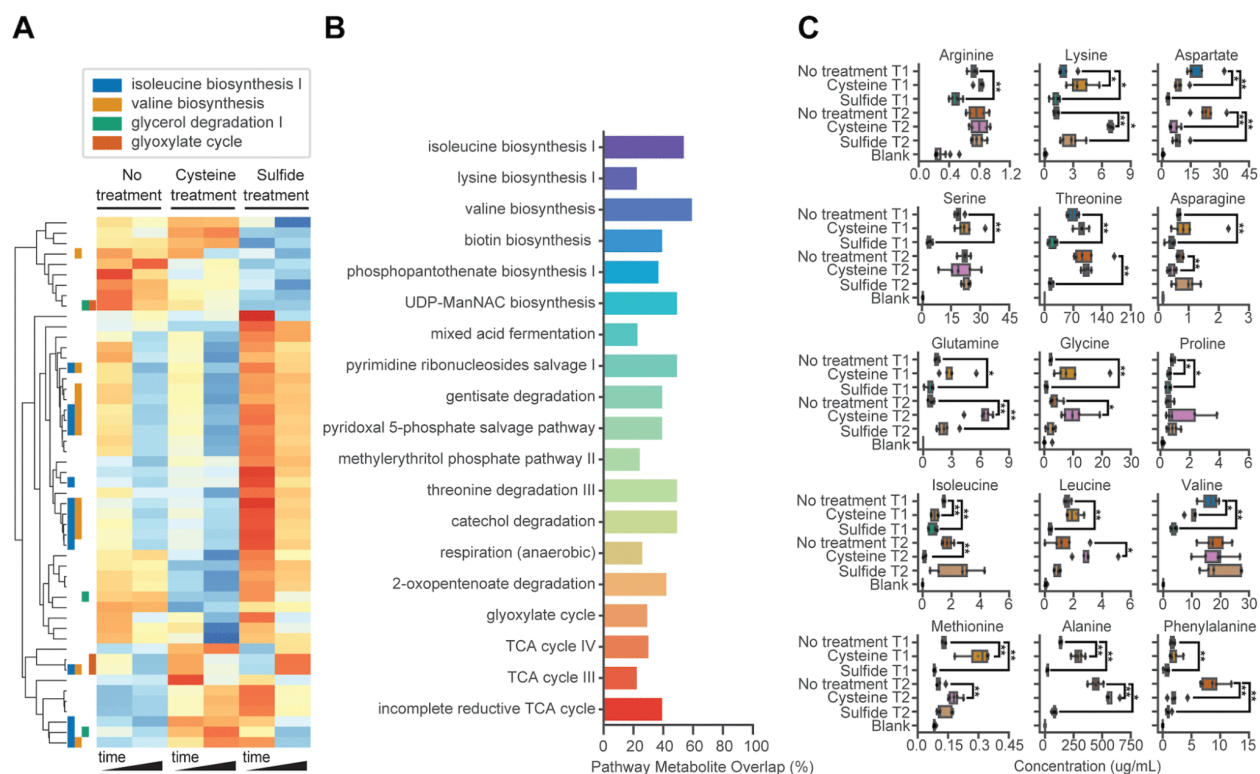 A
isoleucine biosynthesis I
valine biosynthesis
glycerol degradation I
glyoxylate cycle
No treatment
Cysteine treatment
Sulfide treatment
time
time
time
B
isoleucine biosynthesis I
lysine biosynthesis I
valine biosynthesis
biotin biosynthesis
phosphopantothenate biosynthesis I
UDP-ManNAC biosynthesis
mixed acid fermentation
pyrimidine ribonucleosides salvage I
gentisate degradation
pyridoxal 5-phosphate salvage pathway
methylerythritol phosphate pathway II
threonine degradation III
catechol degradation
respiration (anaerobic)
2-oxopentenoate degradation
glyoxylate cycle
TCA cycle IV
TCA cycle III
incomplete reductive TCA cycle
0 20 40 60 80 100
Pathway Metabolite Overlap (%)
C
Arginine Lysine Aspartate
No treatment T1
Cysteine T1
Sulfide T1
No treatment T2
Cysteine T2
Sulfide T2
Blank
** * * ** ** ** * ** **
0.0 0.4 0.8 1.2 0 3 6 9 0 15 30 45
Serine Threonine Asparagine
No treatment T1
Cysteine T1
Sulfide T1
No treatment T2
Cysteine T2
Sulfide T2
Blank
** ** ** ** **
0 15 30 45 0 70 140 210 0 1 2 3
Glutamine Glycine Proline
No treatment T1
Cysteine T1
Sulfide T1
No treatment T2
Cysteine T2
Sulfide T2
Blank
* ** ** ** * * *
0 3 6 9 0 10 20 30 0 2 4 6
Isoleucine Leucine Valine
No treatment T1
Cysteine T1
Sulfide T1
No treatment T2
Cysteine T2
Sulfide T2
Blank
** ** ** ** * * **
0 1 2 3 4 0 2 4 6 0 10 20 30
Methionine Alanine Phenylalanine
No treatment T1
Cysteine T1
Sulfide T1
No treatment T2
Cysteine T2
Sulfide T2
Blank
** ** ** ** ** ** * ** ** **
0.0 0.15 0.3 0.45 0 250 500 750 0 5 10 15
Concentration (ug/mL)